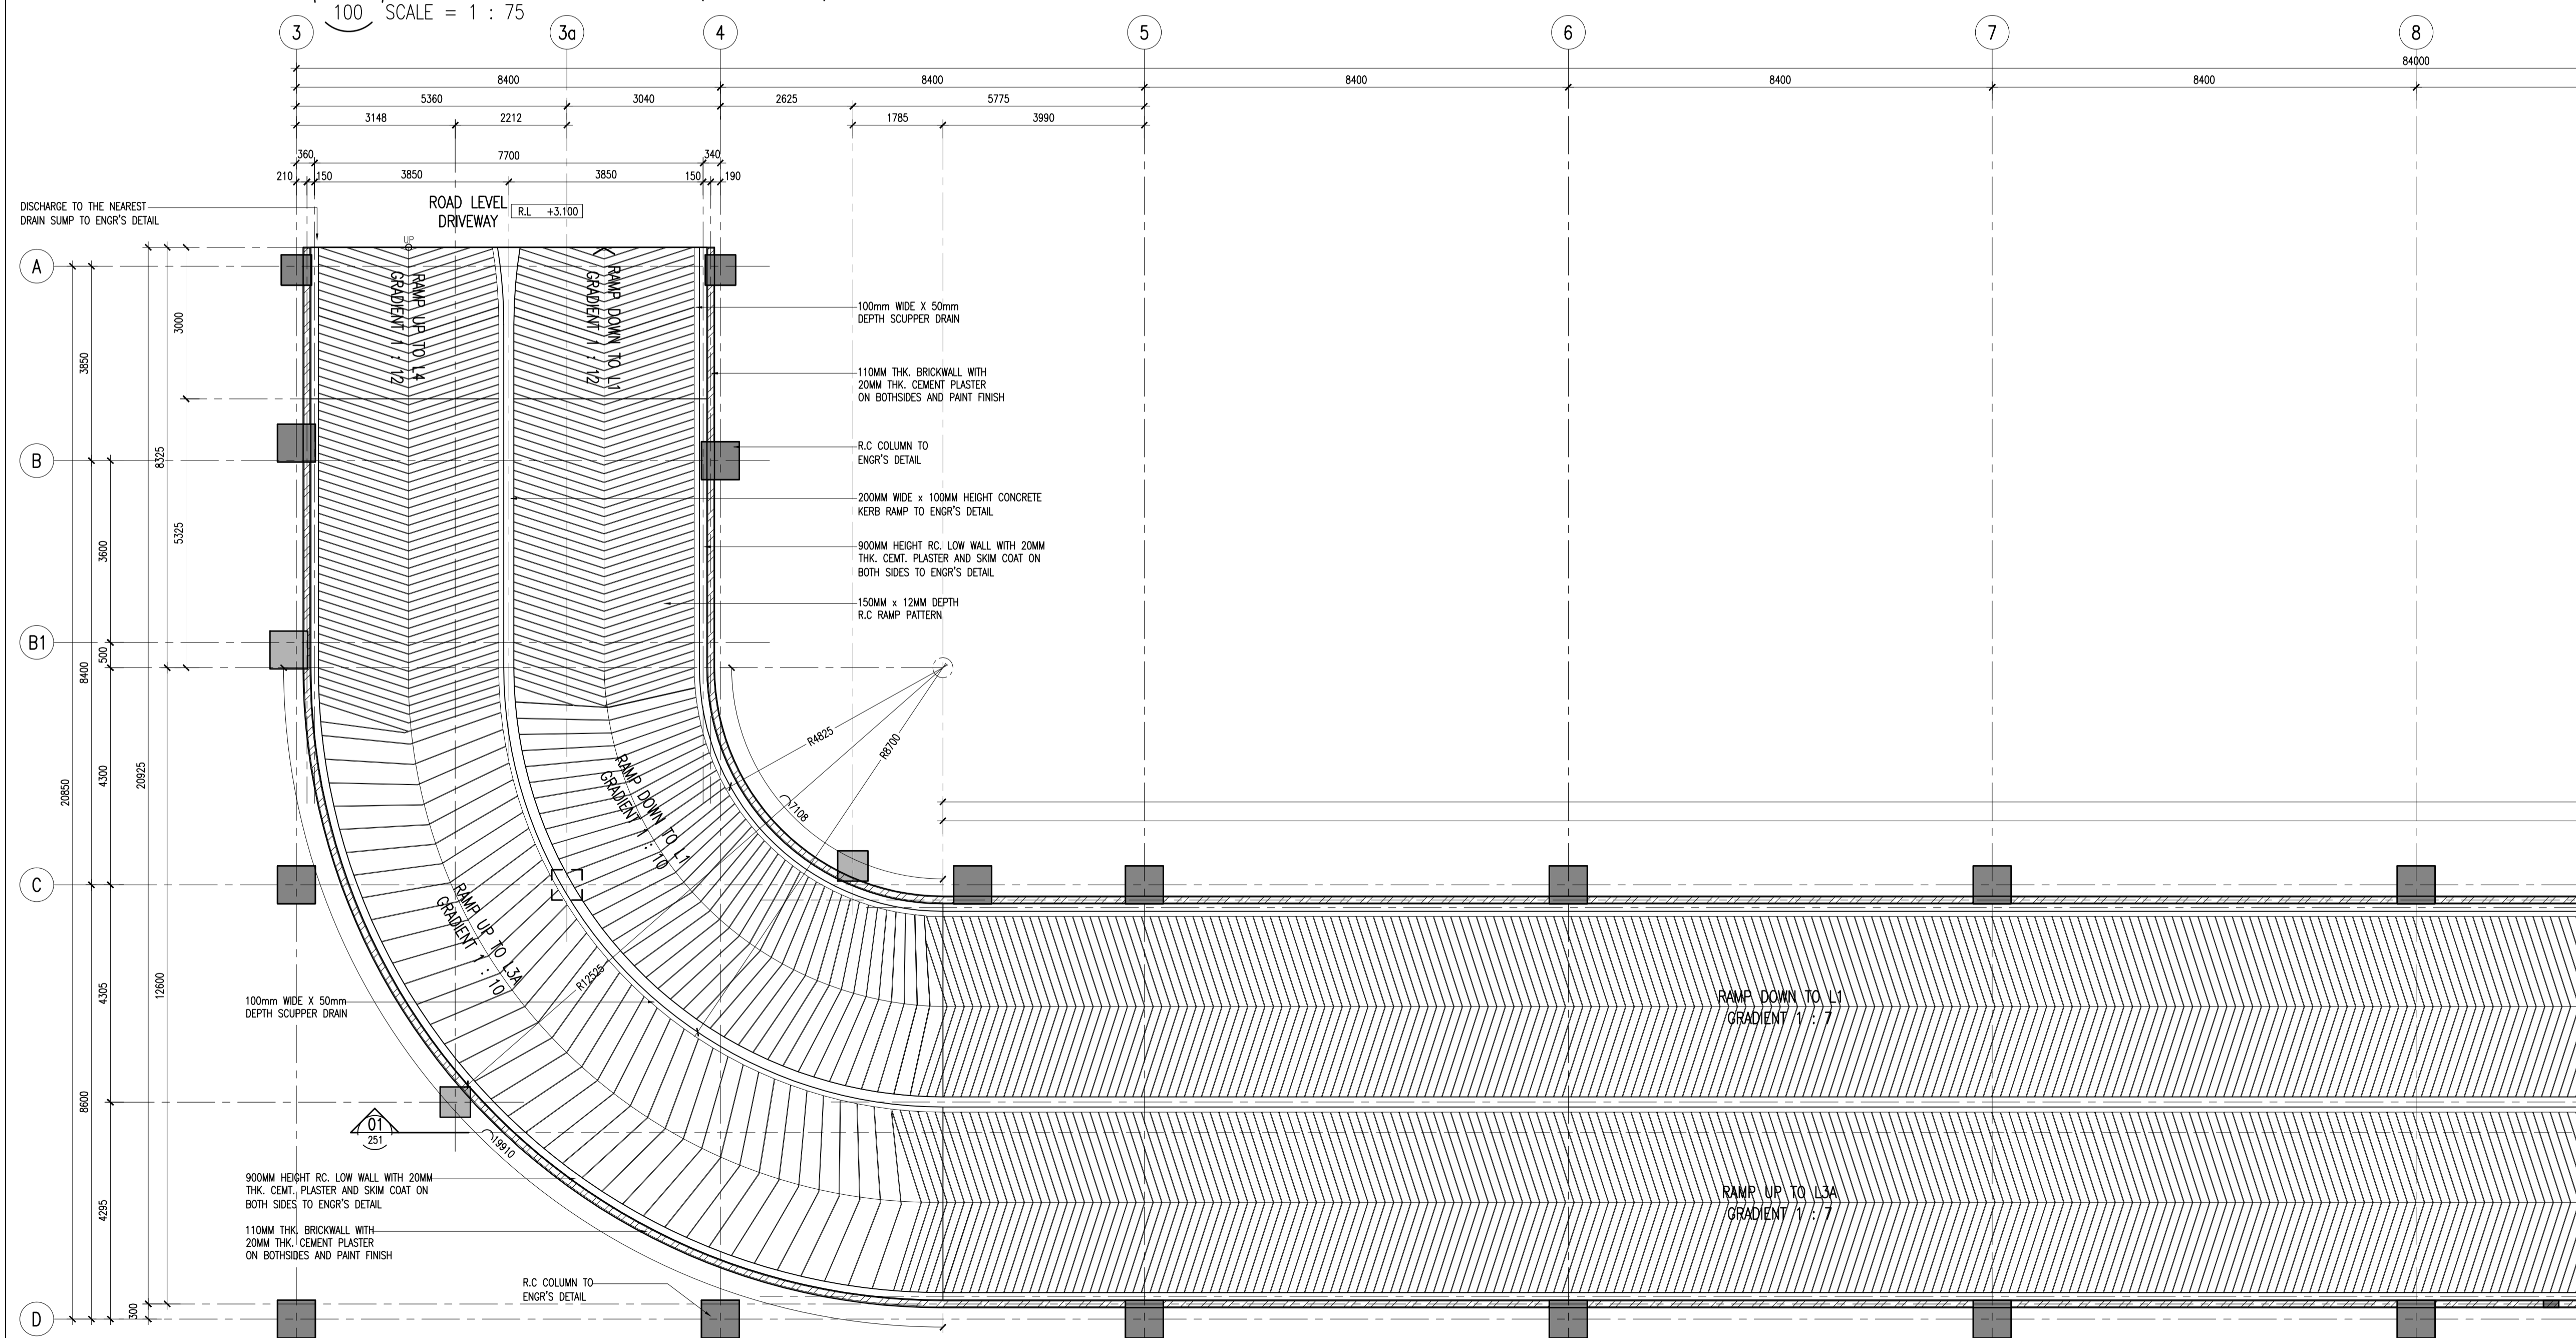 100 SCALE = 1 : 75
3 3a 4 5 6 7 8
84000
8400 8400 8400 8400 8400
5360 3040 2625 5775
3148 2212 1785 3990
360 7700 340
210 150 3850 3850 150 190
DISCHARGE TO THE NEAREST
DRAIN SUMP TO ENGR'S DETAIL
ROAD LEVEL
DRIVEWAY
R.L +3.100
UP
A
B
B1
C
D
RAMP UP TO L4
GRADIENT 1 : 12
RAMP DOWN TO L1
GRADIENT 1 : 12
3000
3850
8325
5325
3600
500
8400
4300
20850
20925
4305
12600
8600
4295
300
100mm WIDE X 50mm
DEPTH SCUPPER DRAIN
110MM THK. BRICKWALL WITH
20MM THK. CEMENT PLASTER
ON BOTHSIDES AND PAINT FINISH
R.C COLUMN TO
ENGR'S DETAIL
200MM WIDE x 100MM HEIGHT CONCRETE
KERB RAMP TO ENGR'S DETAIL
900MM HEIGHT RC. LOW WALL WITH 20MM
THK. CEMT. PLASTER AND SKIM COAT ON
BOTH SIDES TO ENGR'S DETAIL
150MM x 12MM DEPTH
R.C RAMP PATTERN
R4825
R8700
7108
RAMP DOWN TO L1
GRADIENT 1 : 10
RAMP UP TO L3A
GRADIENT 1 : 10
R12525
100mm WIDE X 50mm
DEPTH SCUPPER DRAIN
RAMP DOWN TO L1
GRADIENT 1 : 7
01
251
19910
900MM HEIGHT RC. LOW WALL WITH 20MM
THK. CEMT. PLASTER AND SKIM COAT ON
BOTH SIDES TO ENGR'S DETAIL
RAMP UP TO L3A
GRADIENT 1 : 7
110MM THK. BRICKWALL WITH
20MM THK. CEMENT PLASTER
ON BOTHSIDES AND PAINT FINISH
R.C COLUMN TO
ENGR'S DETAIL